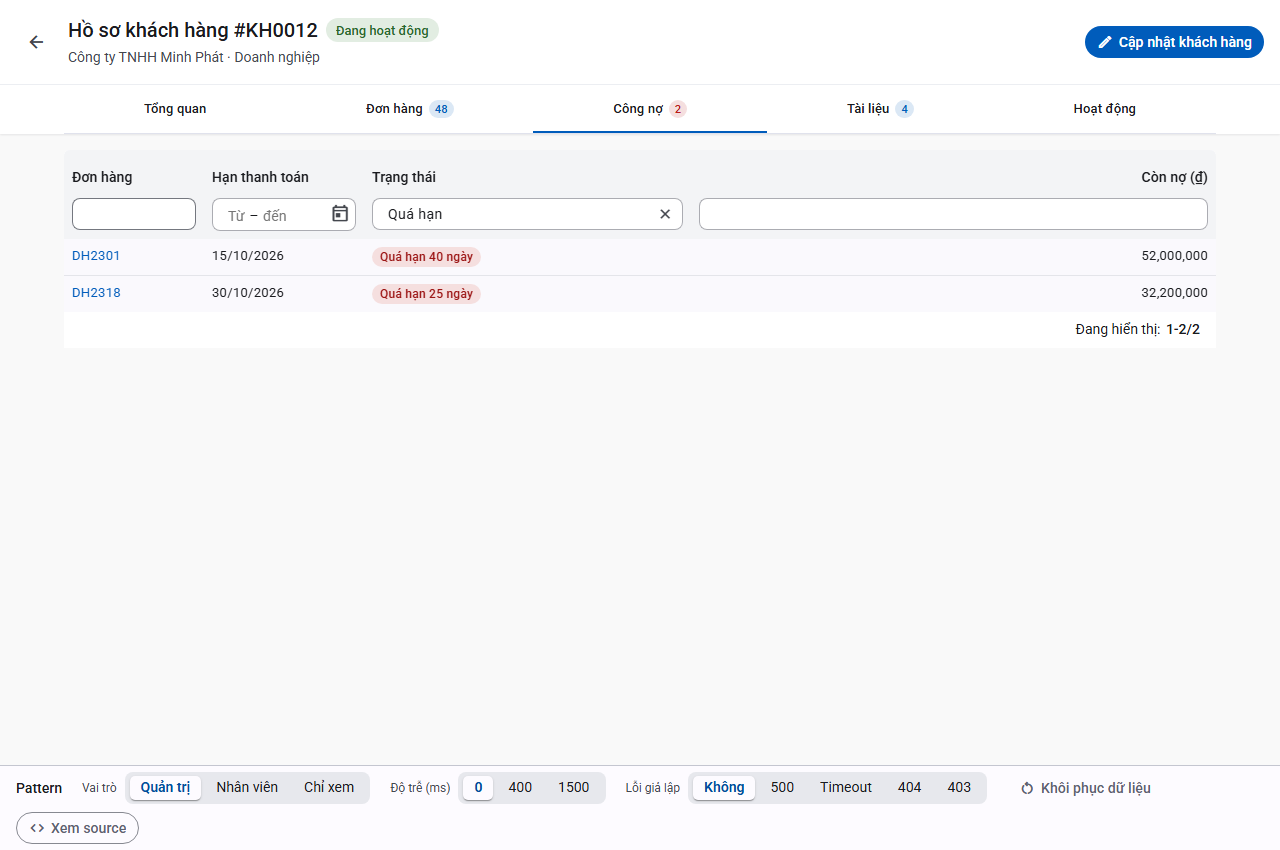 Hồ sơ khách hàng #KH0012 Đang hoạt động
Công ty TNHH Minh Phát · Doanh nghiệp
Cập nhật khách hàng
Tổng quan Đơn hàng 48 Công nợ 2 Tài liệu 4 Hoạt động
Đơn hàng Hạn thanh toán Trạng thái Còn nợ (₫)
Từ – đến Quá hạn
DH2301 15/10/2026 Quá hạn 40 ngày 52,000,000
DH2318 30/10/2026 Quá hạn 25 ngày 32,200,000
Đang hiển thị: 1-2/2
Pattern Vai trò Quản trị Nhân viên Chỉ xem Độ trễ (ms) 0 400 1500 Lỗi giả lập Không 500 Timeout 404 403 Khôi phục dữ liệu
Xem source